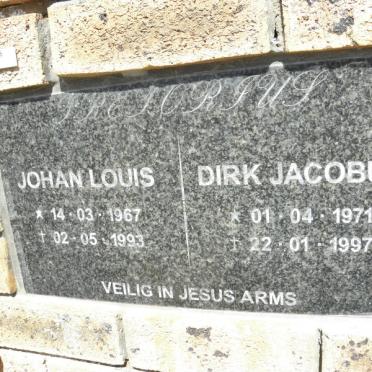 PRETORIUS
JOHAN LOUIS
* 14 · 03 · 1967
† 02 · 05 · 1993
DIRK JACOBU
* 01 · 04 · 1971
† 22 · 01 · 1997
VEILIG IN JESUS ARMS